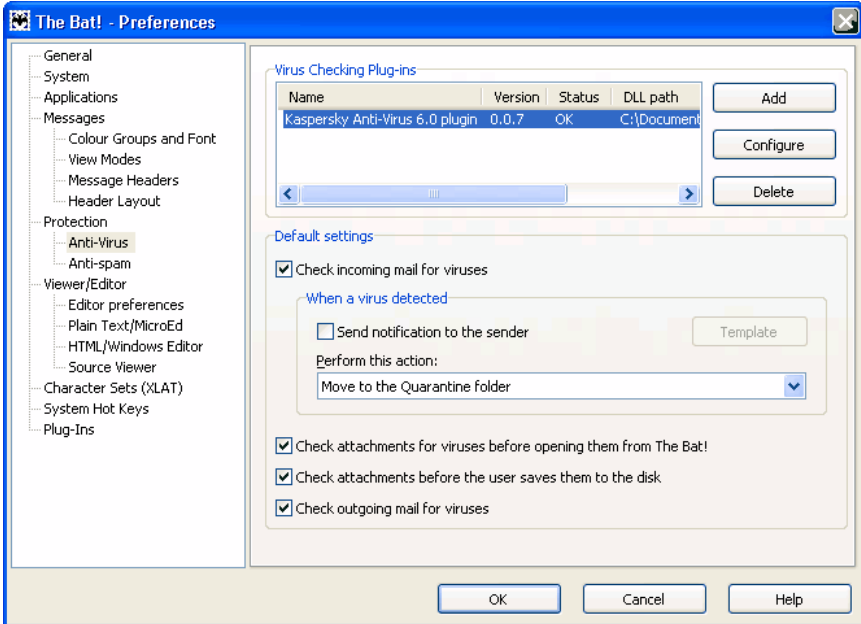 The Bat! - Preferences
General
System
Applications
Messages
Colour Groups and Font
View Modes
Message Headers
Header Layout
Protection
Anti-Virus
Anti-spam
Viewer/Editor
Editor preferences
Plain Text/MicroEd
HTML/Windows Editor
Source Viewer
Character Sets (XLAT)
System Hot Keys
Plug-Ins
Virus Checking Plug-ins
Name Version Status DLL path
Kaspersky Anti-Virus 6.0 plugin 0.0.7 OK C:\Document
Add
Configure
Delete
Default settings
Check incoming mail for viruses
When a virus detected
Send notification to the sender
Template
Perform this action:
Move to the Quarantine folder
Check attachments for viruses before opening them from The Bat!
Check attachments before the user saves them to the disk
Check outgoing mail for viruses
OK Cancel Help